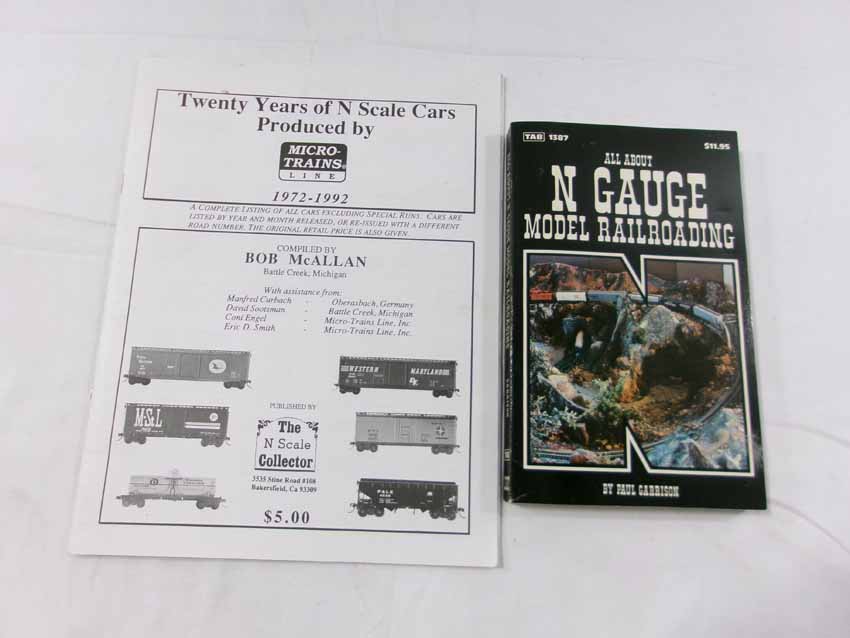 Twenty Years of N Scale Cars
Produced by
MICRO-
TRAINS®
LINE
1972-1992
A COMPLETE LISTING OF ALL CARS EXCLUDING SPECIAL RUNS. CARS ARE
LISTED BY YEAR AND MONTH RELEASED, OR RE-ISSUED WITH A DIFFERENT
ROAD NUMBER. THE ORIGINAL RETAIL PRICE IS ALSO GIVEN.
COMPILED BY
BOB McALLAN
Battle Creek, Michigan
With assistance from:
Manfred Curbach - Oberasbach, Germany
David Sootsman - Battle Creek, Michigan
Coni Engel - Micro-Trains Line, Inc.
Eric D. Smith - Micro-Trains Line, Inc.
WESTERN MARYLAND
M&StL
PUBLISHED BY
The
N Scale
Collector
3535 Stine Road #108
Bakersfield, Ca 93309
$5.00
TAB 1387
$11.95
ALL ABOUT
N GAUGE
MODEL RAILROADING
BY PAUL GARRISON